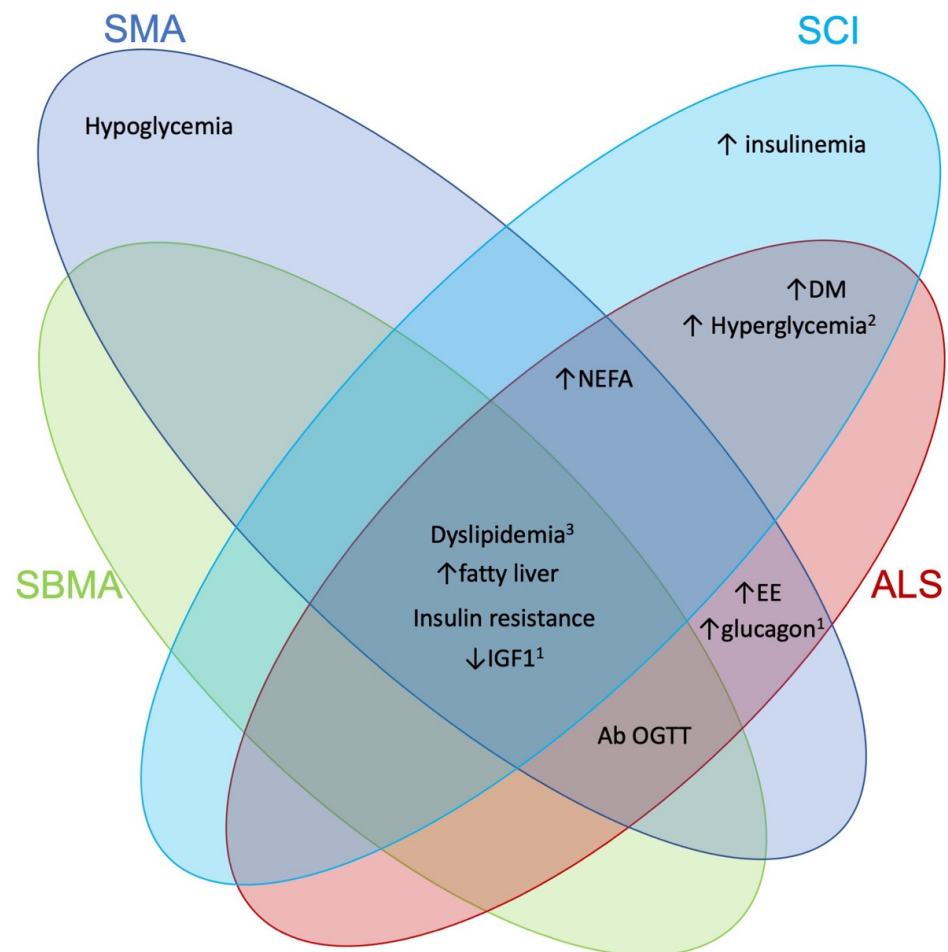 SMA
SCI
Hypoglycemia
↑ insulinemia
↑DM
↑ Hyperglycemia²
↑NEFA
Dyslipidemia³
↑fatty liver
Insulin resistance
↓IGF1¹
SBMA
ALS
↑EE
↑glucagon¹
Ab OGTT